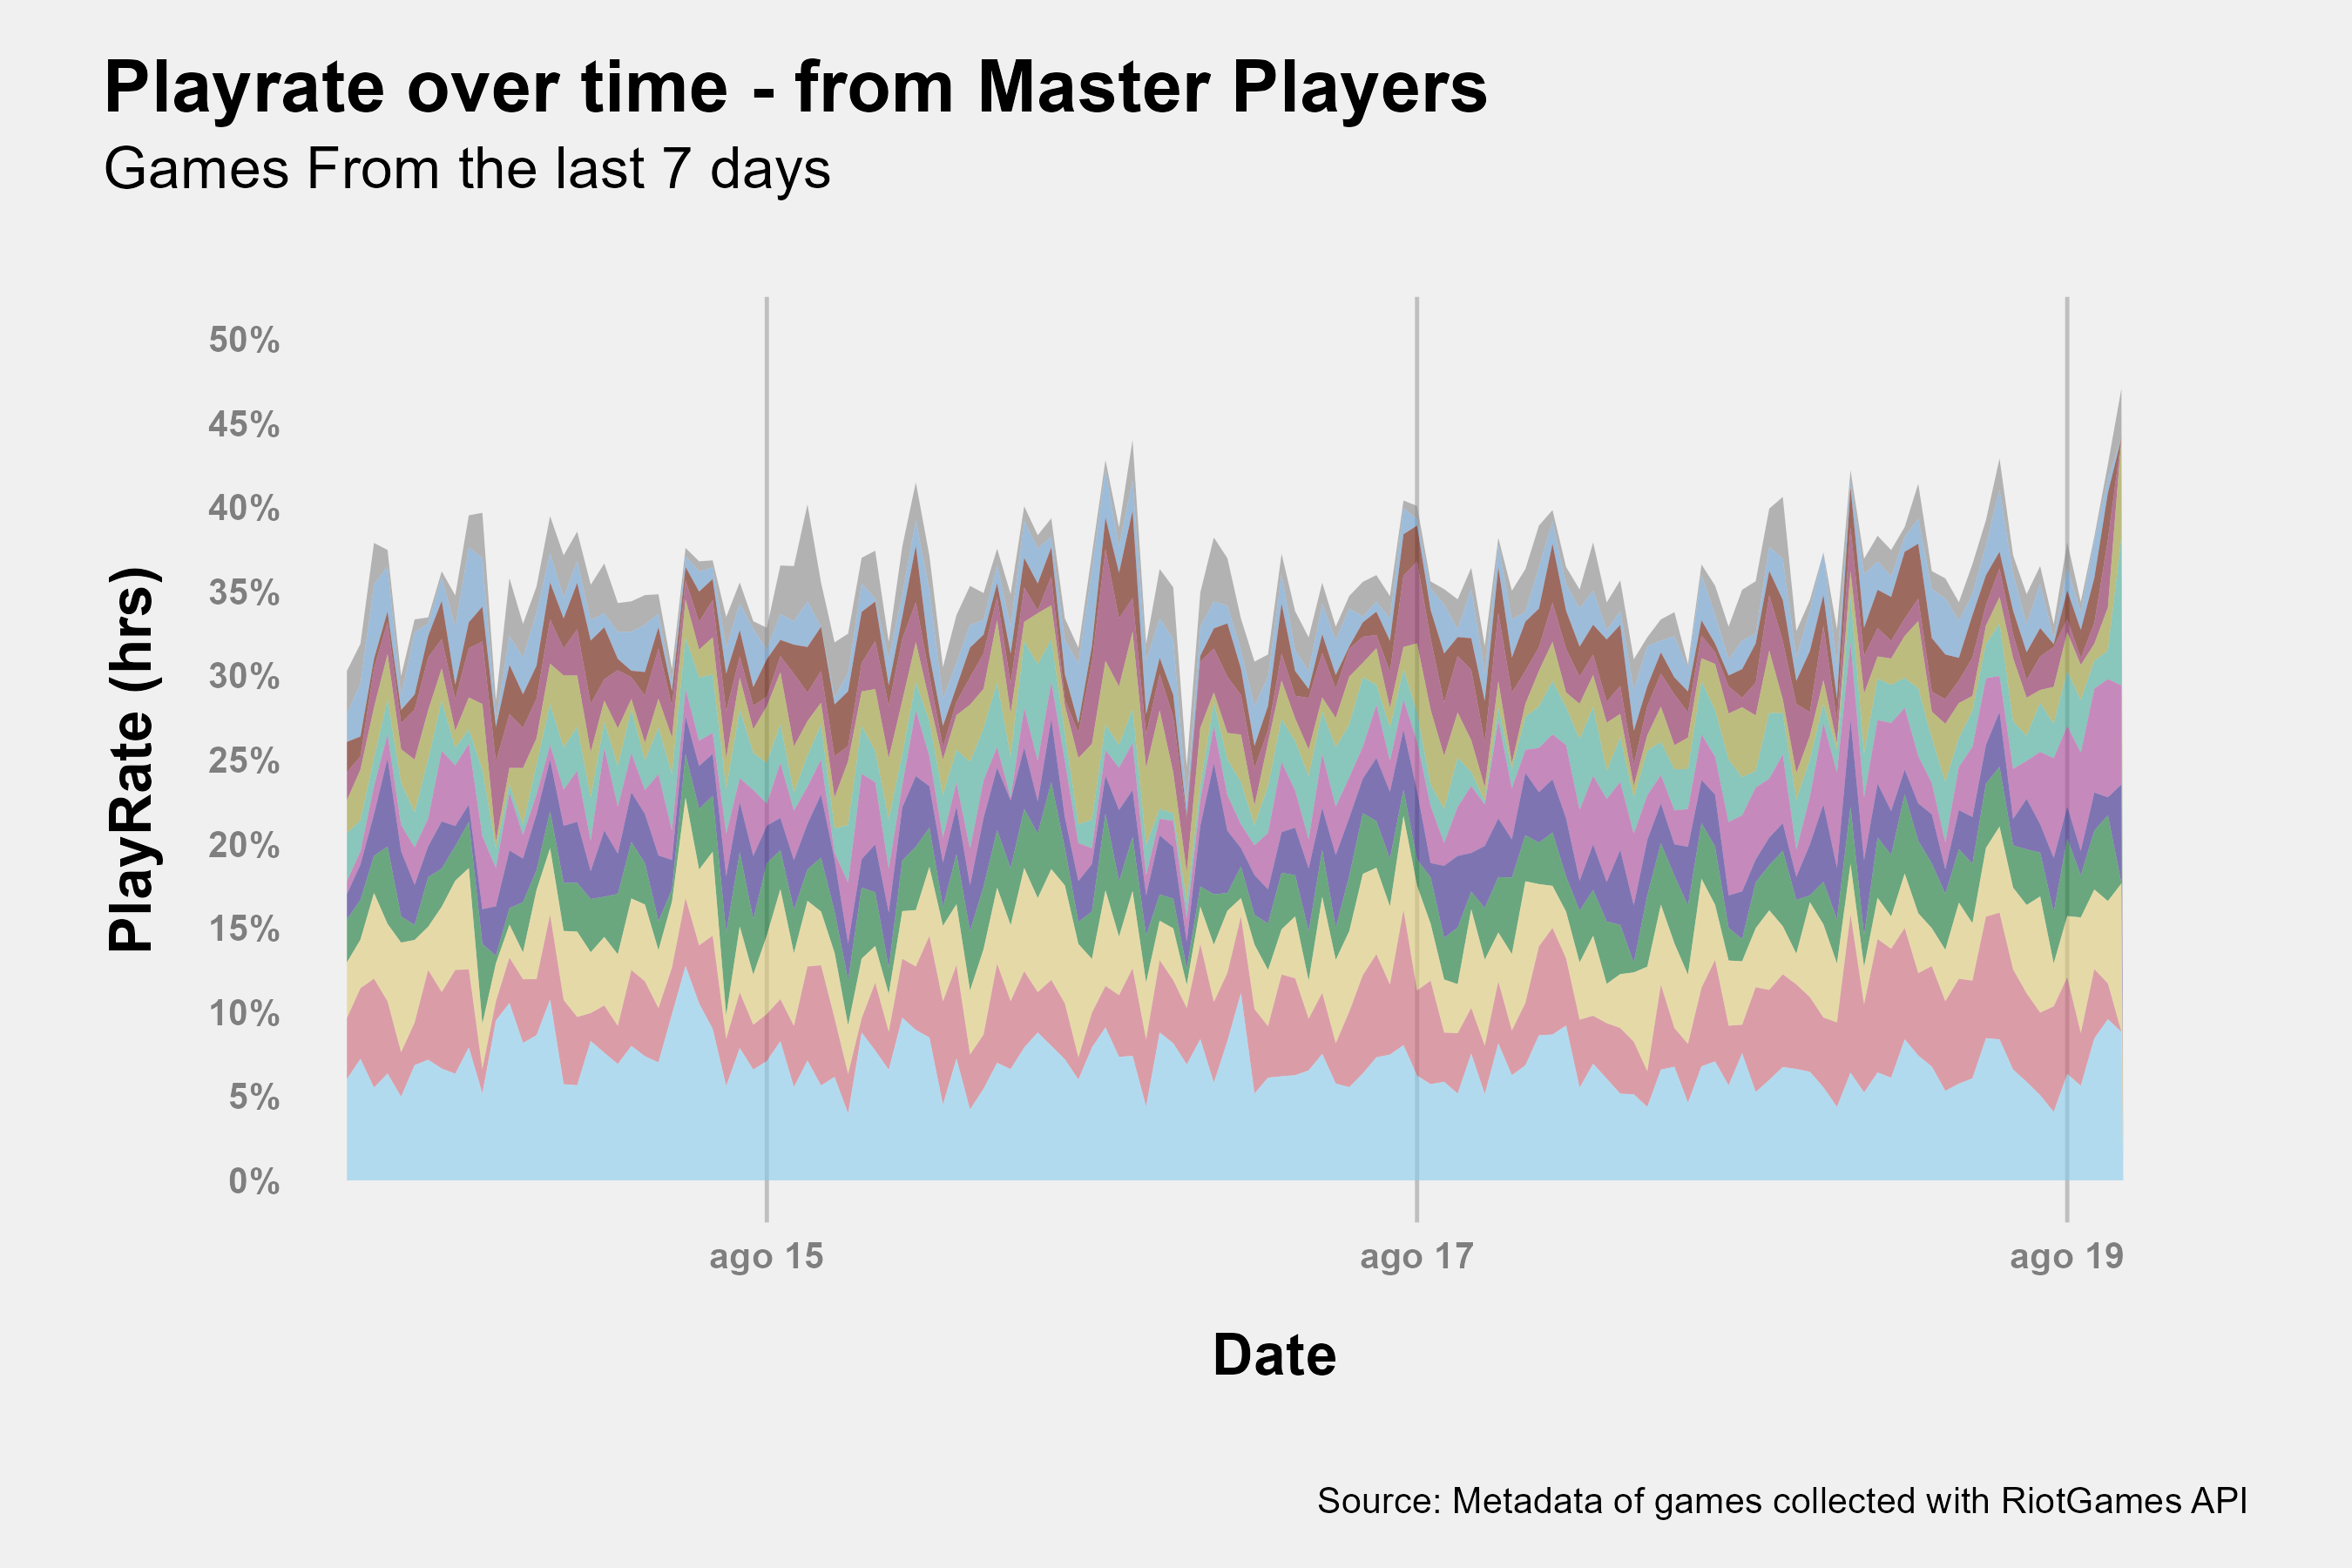 Playrate over time - from Master Players
Games From the last 7 days
PlayRate (hrs)
50%
45%
40%
35%
30%
25%
20%
15%
10%
5%
0%
ago 15
ago 17
ago 19
Date
Source: Metadata of games collected with RiotGames API